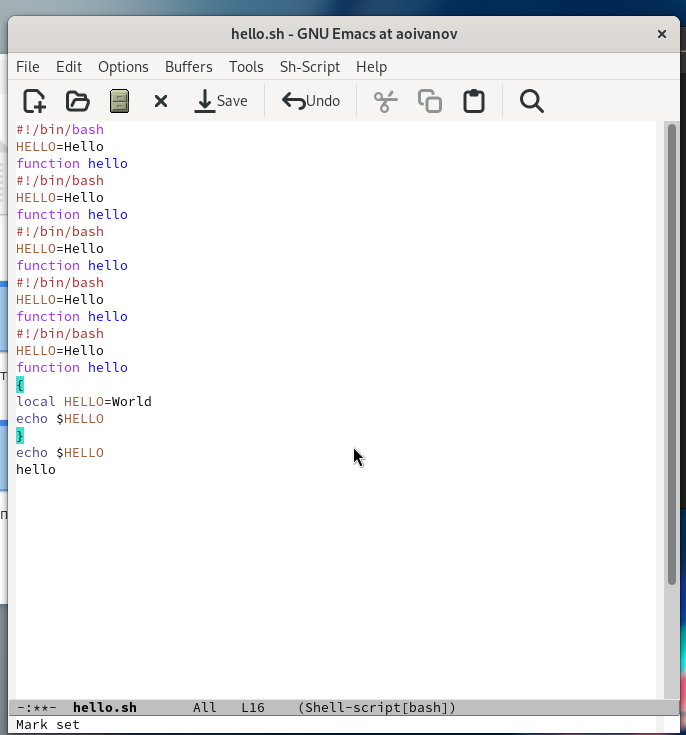 hello.sh - GNU Emacs at aoivanov
File Edit Options Buffers Tools Sh-Script Help
Save Undo
#!/bin/bash
HELLO=Hello
function hello
#!/bin/bash
HELLO=Hello
function hello
#!/bin/bash
HELLO=Hello
function hello
#!/bin/bash
HELLO=Hello
function hello
#!/bin/bash
HELLO=Hello
function hello
{
local HELLO=World
echo $HELLO
}
echo $HELLO
hello
-:**- hello.sh All L16 (Shell-script[bash])
Mark set